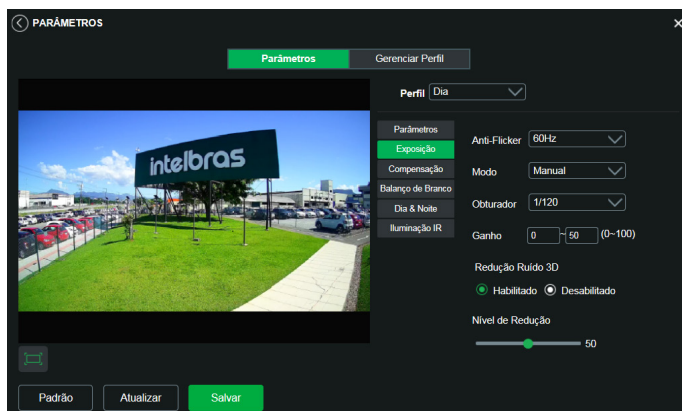 PARÂMETROS
Parâmetros Gerenciar Perfil
Perfil Dia
intelbras
Parâmetros
Exposição
Compensação
Balanço de Branco
Dia & Noite
Iluminação IR
Anti-Flicker 60Hz
Modo Manual
Obturador 1/120
Ganho 0 ~ 50 (0~100)
Redução Ruído 3D
Habilitado Desabilitado
Nível de Redução
50
Padrão Atualizar Salvar